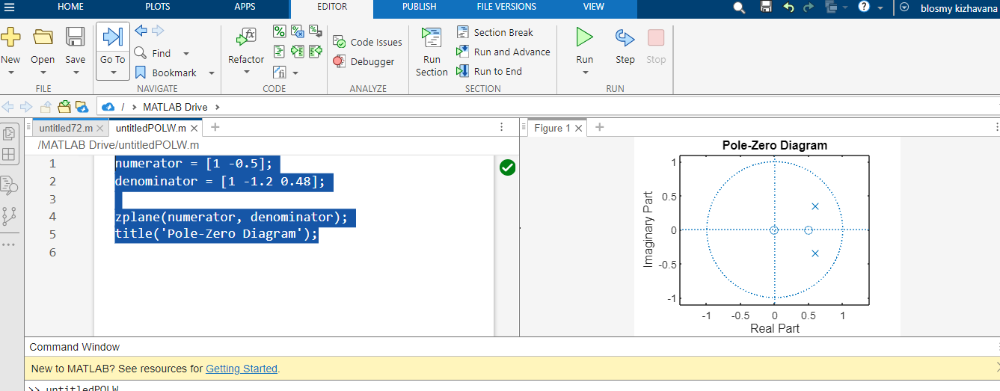 HOME PLOTS APPS EDITOR PUBLISH FILE VERSIONS VIEW blosmy kizhavana
New Open Save Go To Find Bookmark Refactor Code Issues Debugger Run Section Section Break Run and Advance Run to End Run Step Stop
FILE NAVIGATE CODE ANALYZE SECTION RUN
/ > MATLAB Drive >
untitled72.m × untitledPOLW.m × +
/MATLAB Drive/untitledPOLW.m
1 numerator = [1 -0.5];
2 denominator = [1 -1.2 0.48];
3
4 zplane(numerator, denominator);
5 title('Pole-Zero Diagram');
6
Figure 1 × +
Pole-Zero Diagram
Imaginary Part
1
0.5
0
-0.5
-1
-1 -0.5 0 0.5 1
Real Part
Command Window
New to MATLAB? See resources for Getting Started.
>> untitledPOLW